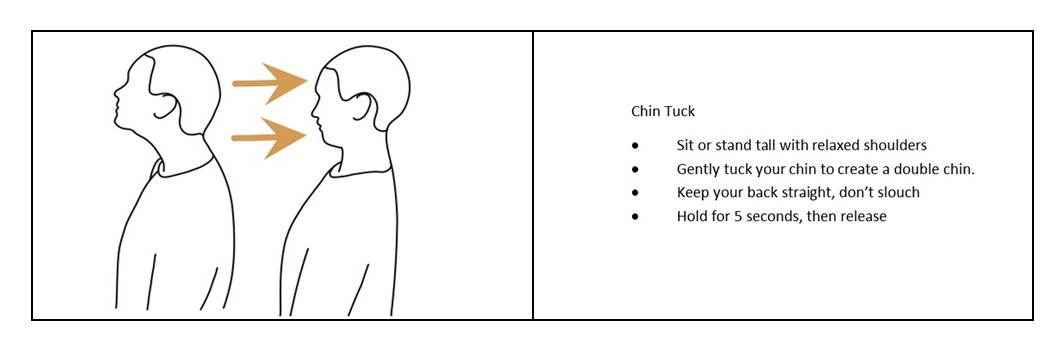 Chin Tuck
• Sit or stand tall with relaxed shoulders
• Gently tuck your chin to create a double chin.
• Keep your back straight, don’t slouch
• Hold for 5 seconds, then release